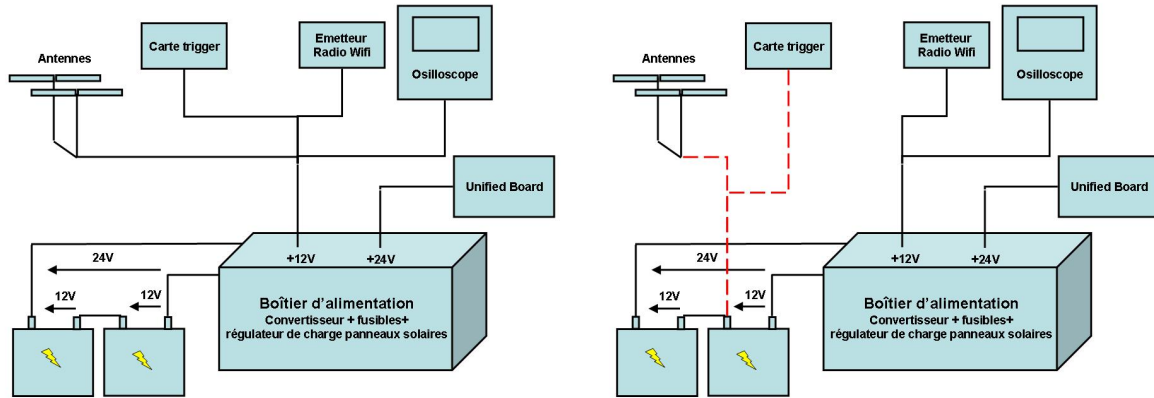 Antennes
Carte trigger
Emetteur
Radio Wifi
Osilloscope
Unified Board
24V
12V
12V
+12V
+24V
Boîtier d'alimentation
Convertisseur + fusibles+
régulateur de charge panneaux solaires
Antennes
Carte trigger
Emetteur
Radio Wifi
Osilloscope
Unified Board
24V
12V
12V
+12V
+24V
Boîtier d'alimentation
Convertisseur + fusibles+
régulateur de charge panneaux solaires